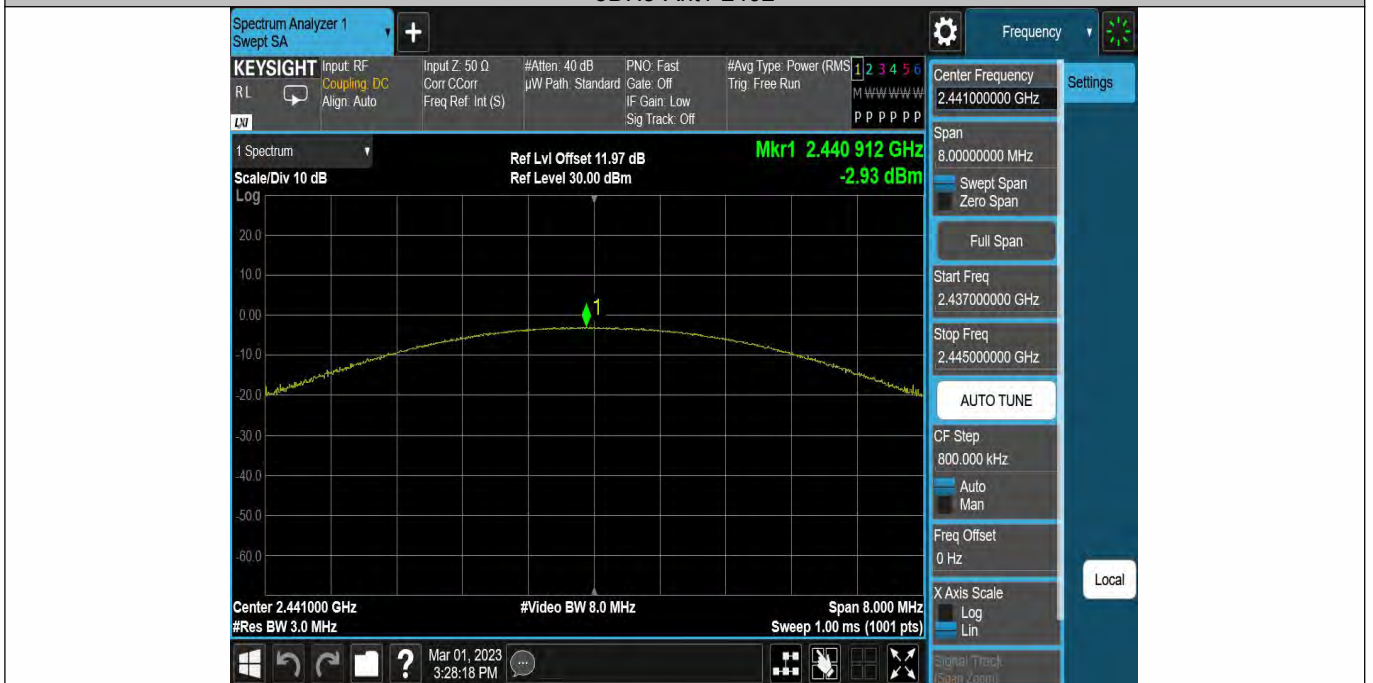 Spectrum Analyzer 1
Swept SA
+
Frequency
KEYSIGHT
RL
LXI
Input: RF
Coupling: DC
Align: Auto
Input Z: 50 Ω
Corr CCorr
Freq Ref: Int (S)
#Atten: 40 dB
µW Path: Standard
PNO: Fast
Gate: Off
IF Gain: Low
Sig Track: Off
#Avg Type: Power (RMS
Trig: Free Run
1 2 3 4 5 6
M W W W W W
P P P P P P
1 Spectrum
Scale/Div 10 dB
Ref Lvl Offset 11.97 dB
Ref Level 30.00 dBm
Mkr1 2.440 912 GHz
-2.93 dBm
Log
20.0
10.0
0.00
-10.0
-20.0
-30.0
-40.0
-50.0
-60.0
1
Center 2.441000 GHz
#Res BW 3.0 MHz
#Video BW 8.0 MHz
Span 8.000 MHz
Sweep 1.00 ms (1001 pts)
Center Frequency
2.441000000 GHz
Settings
Span
8.00000000 MHz
Swept Span
Zero Span
Full Span
Start Freq
2.437000000 GHz
Stop Freq
2.445000000 GHz
AUTO TUNE
CF Step
800.000 kHz
Auto
Man
Freq Offset
0 Hz
X Axis Scale
Log
Lin
Signal Track
(Span Zoom)
Local
?
Mar 01, 2023
3:28:18 PM